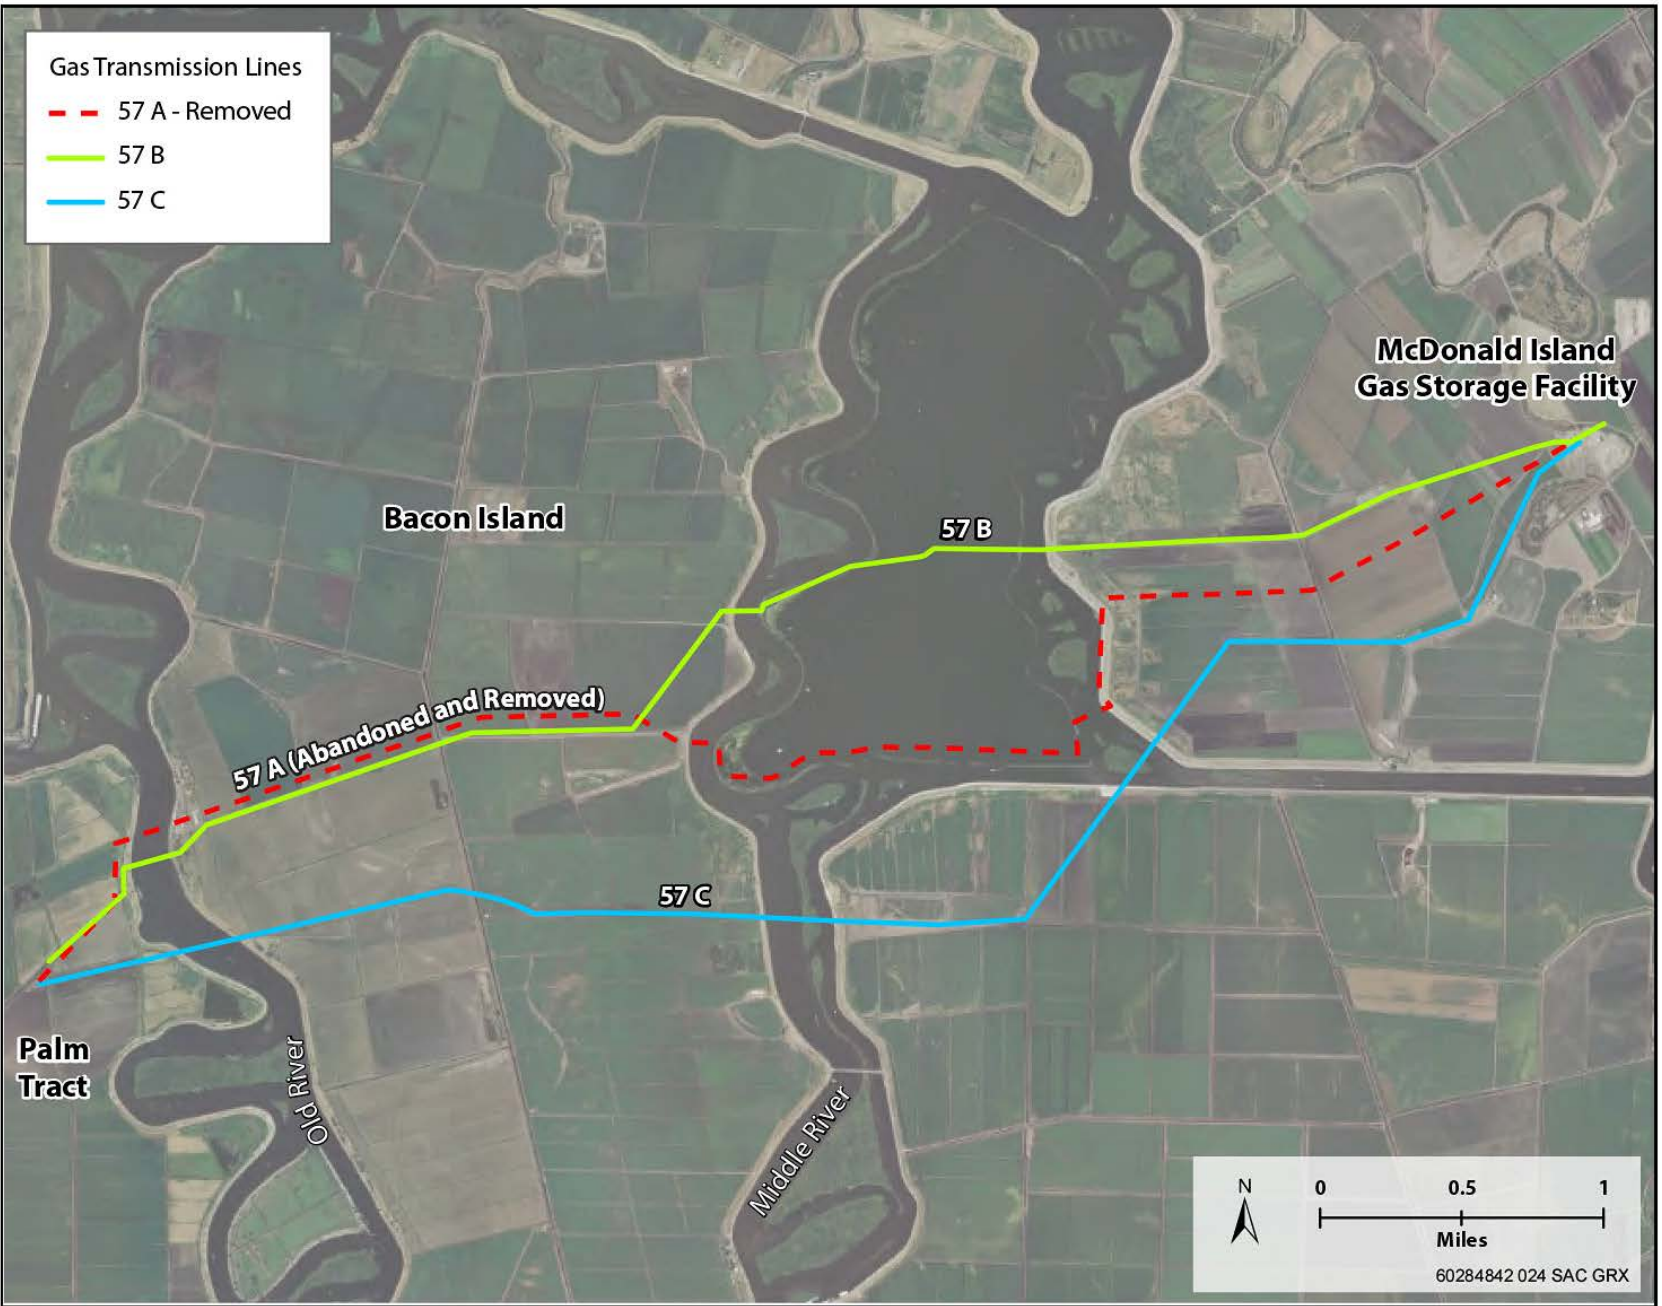 Gas Transmission Lines
57 A - Removed
57 B
57 C
McDonald Island
Gas Storage Facility
Bacon Island
57 B
57 A (Abandoned and Removed)
57 C
Palm
Tract
Old River
Middle River
N
0 0.5 1
Miles
60284842 024 SAC GRX